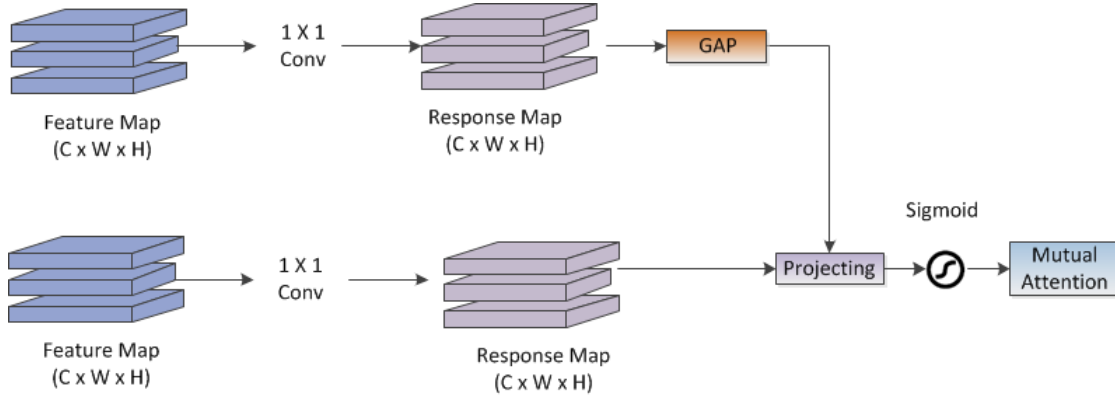 1 X 1
Conv
GAP
Feature Map
(C x W x H)
Response Map
(C x W x H)
Sigmoid
1 X 1
Conv
Projecting
Mutual
Attention
Feature Map
(C x W x H)
Response Map
(C x W x H)